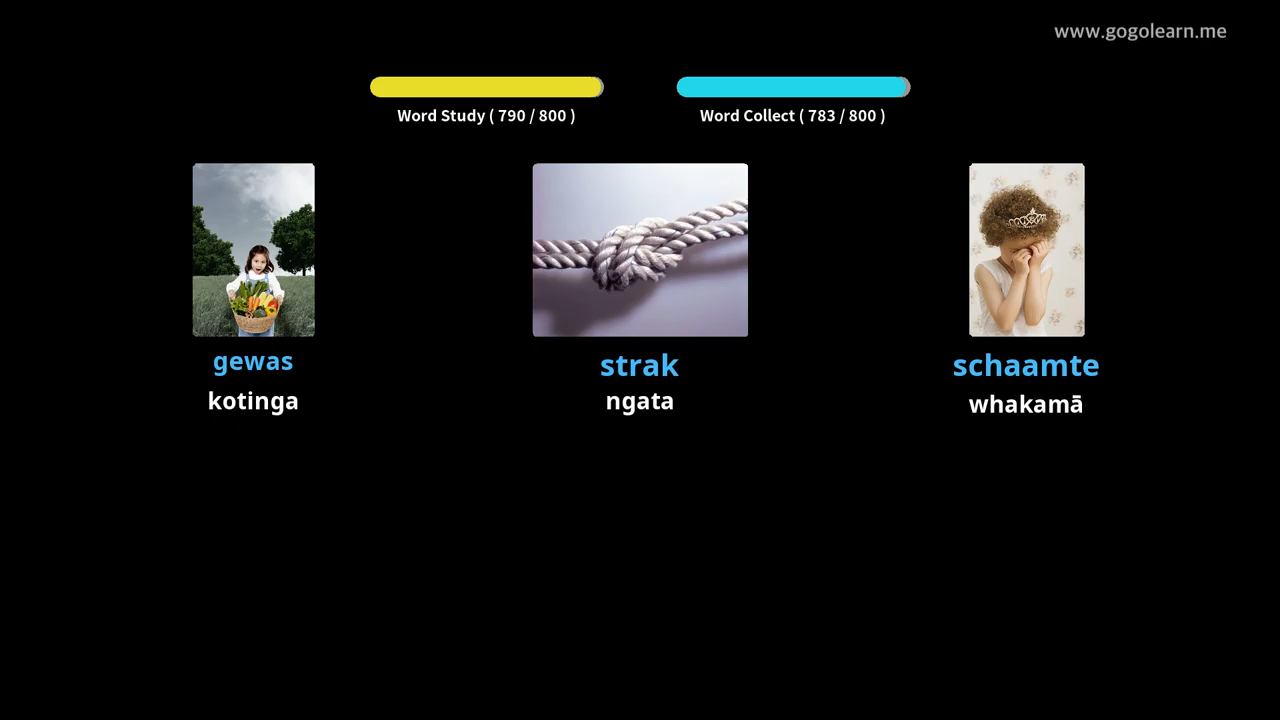 www.gogolearn.me
Word Study ( 790 / 800 )
Word Collect ( 783 / 800 )
gewas
kotinga
strak
ngata
schaamte
whakamā